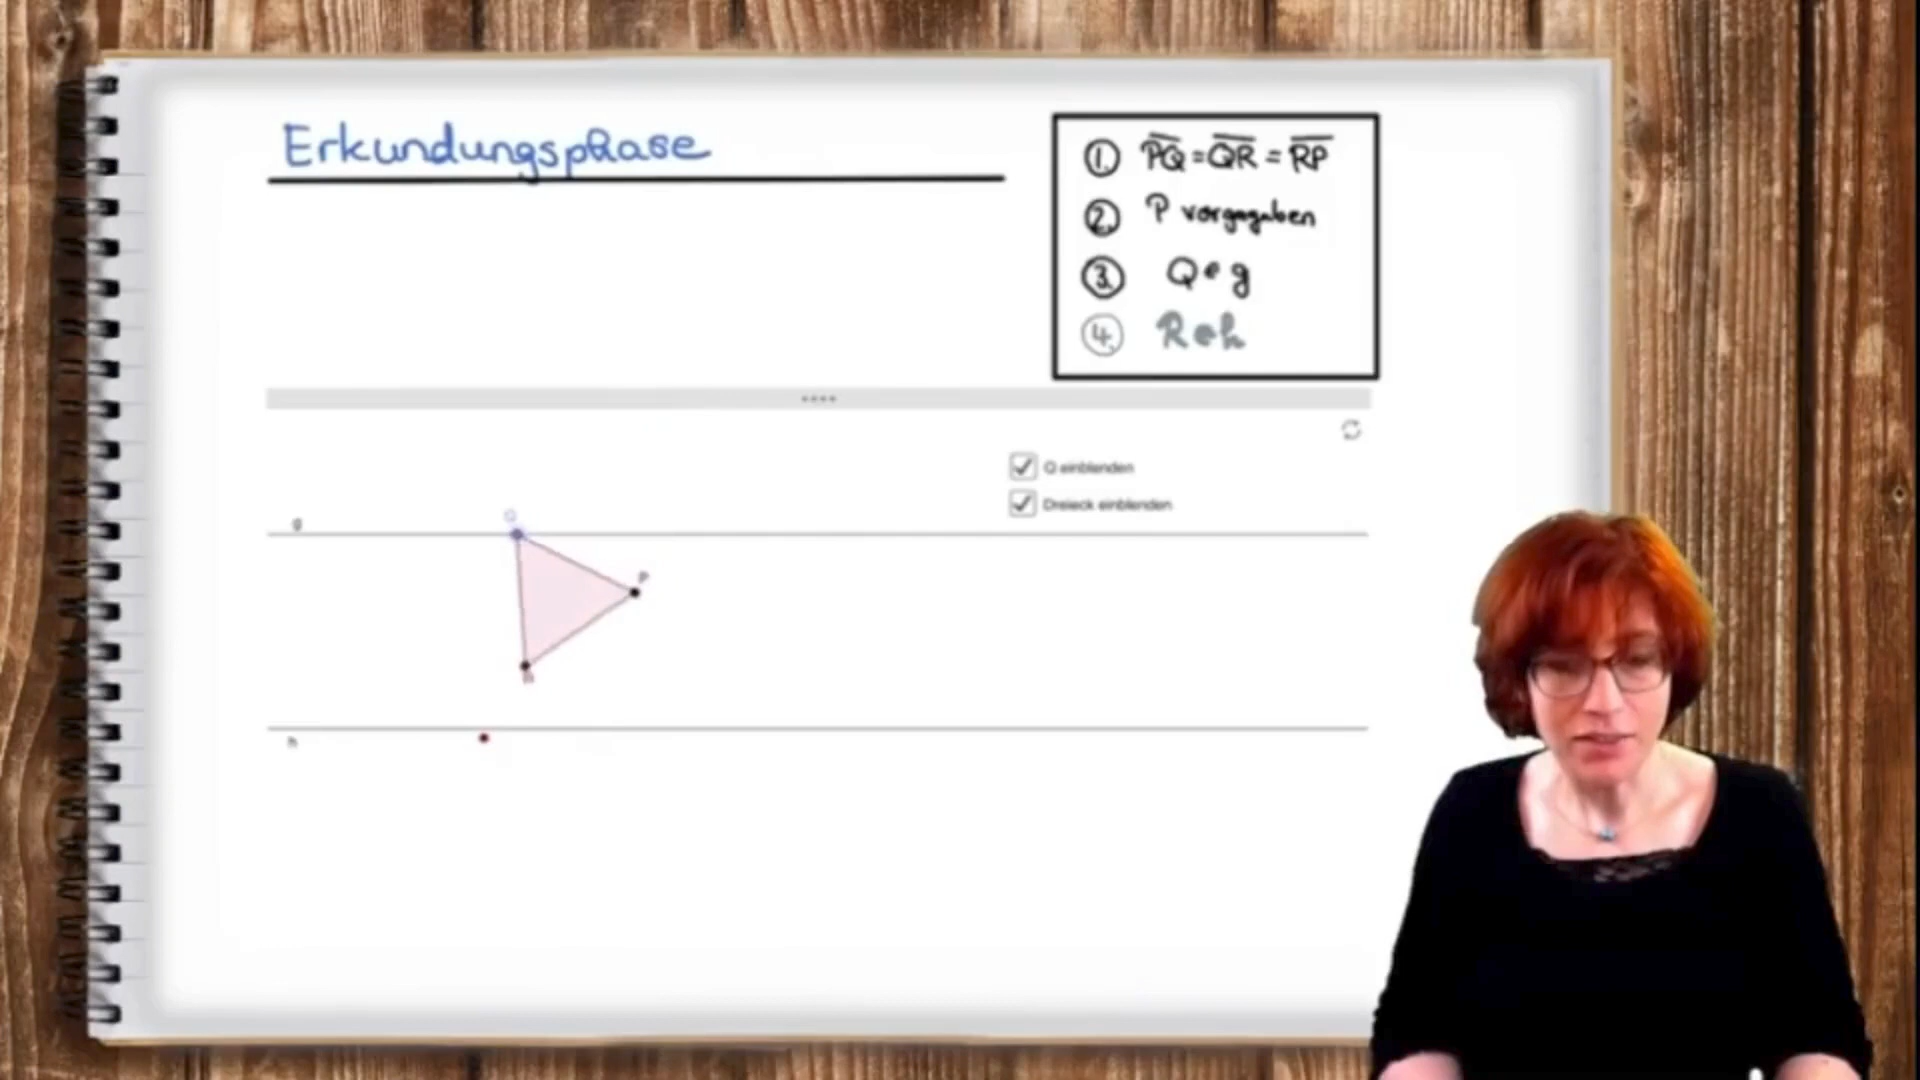 Erkundungsphase
1. PQ = QR = RP
2. P vorgegeben
3. Q ∈ g
4. R ∈ h
Q einblenden
Dreieck einblenden
g
Q
P
R
h